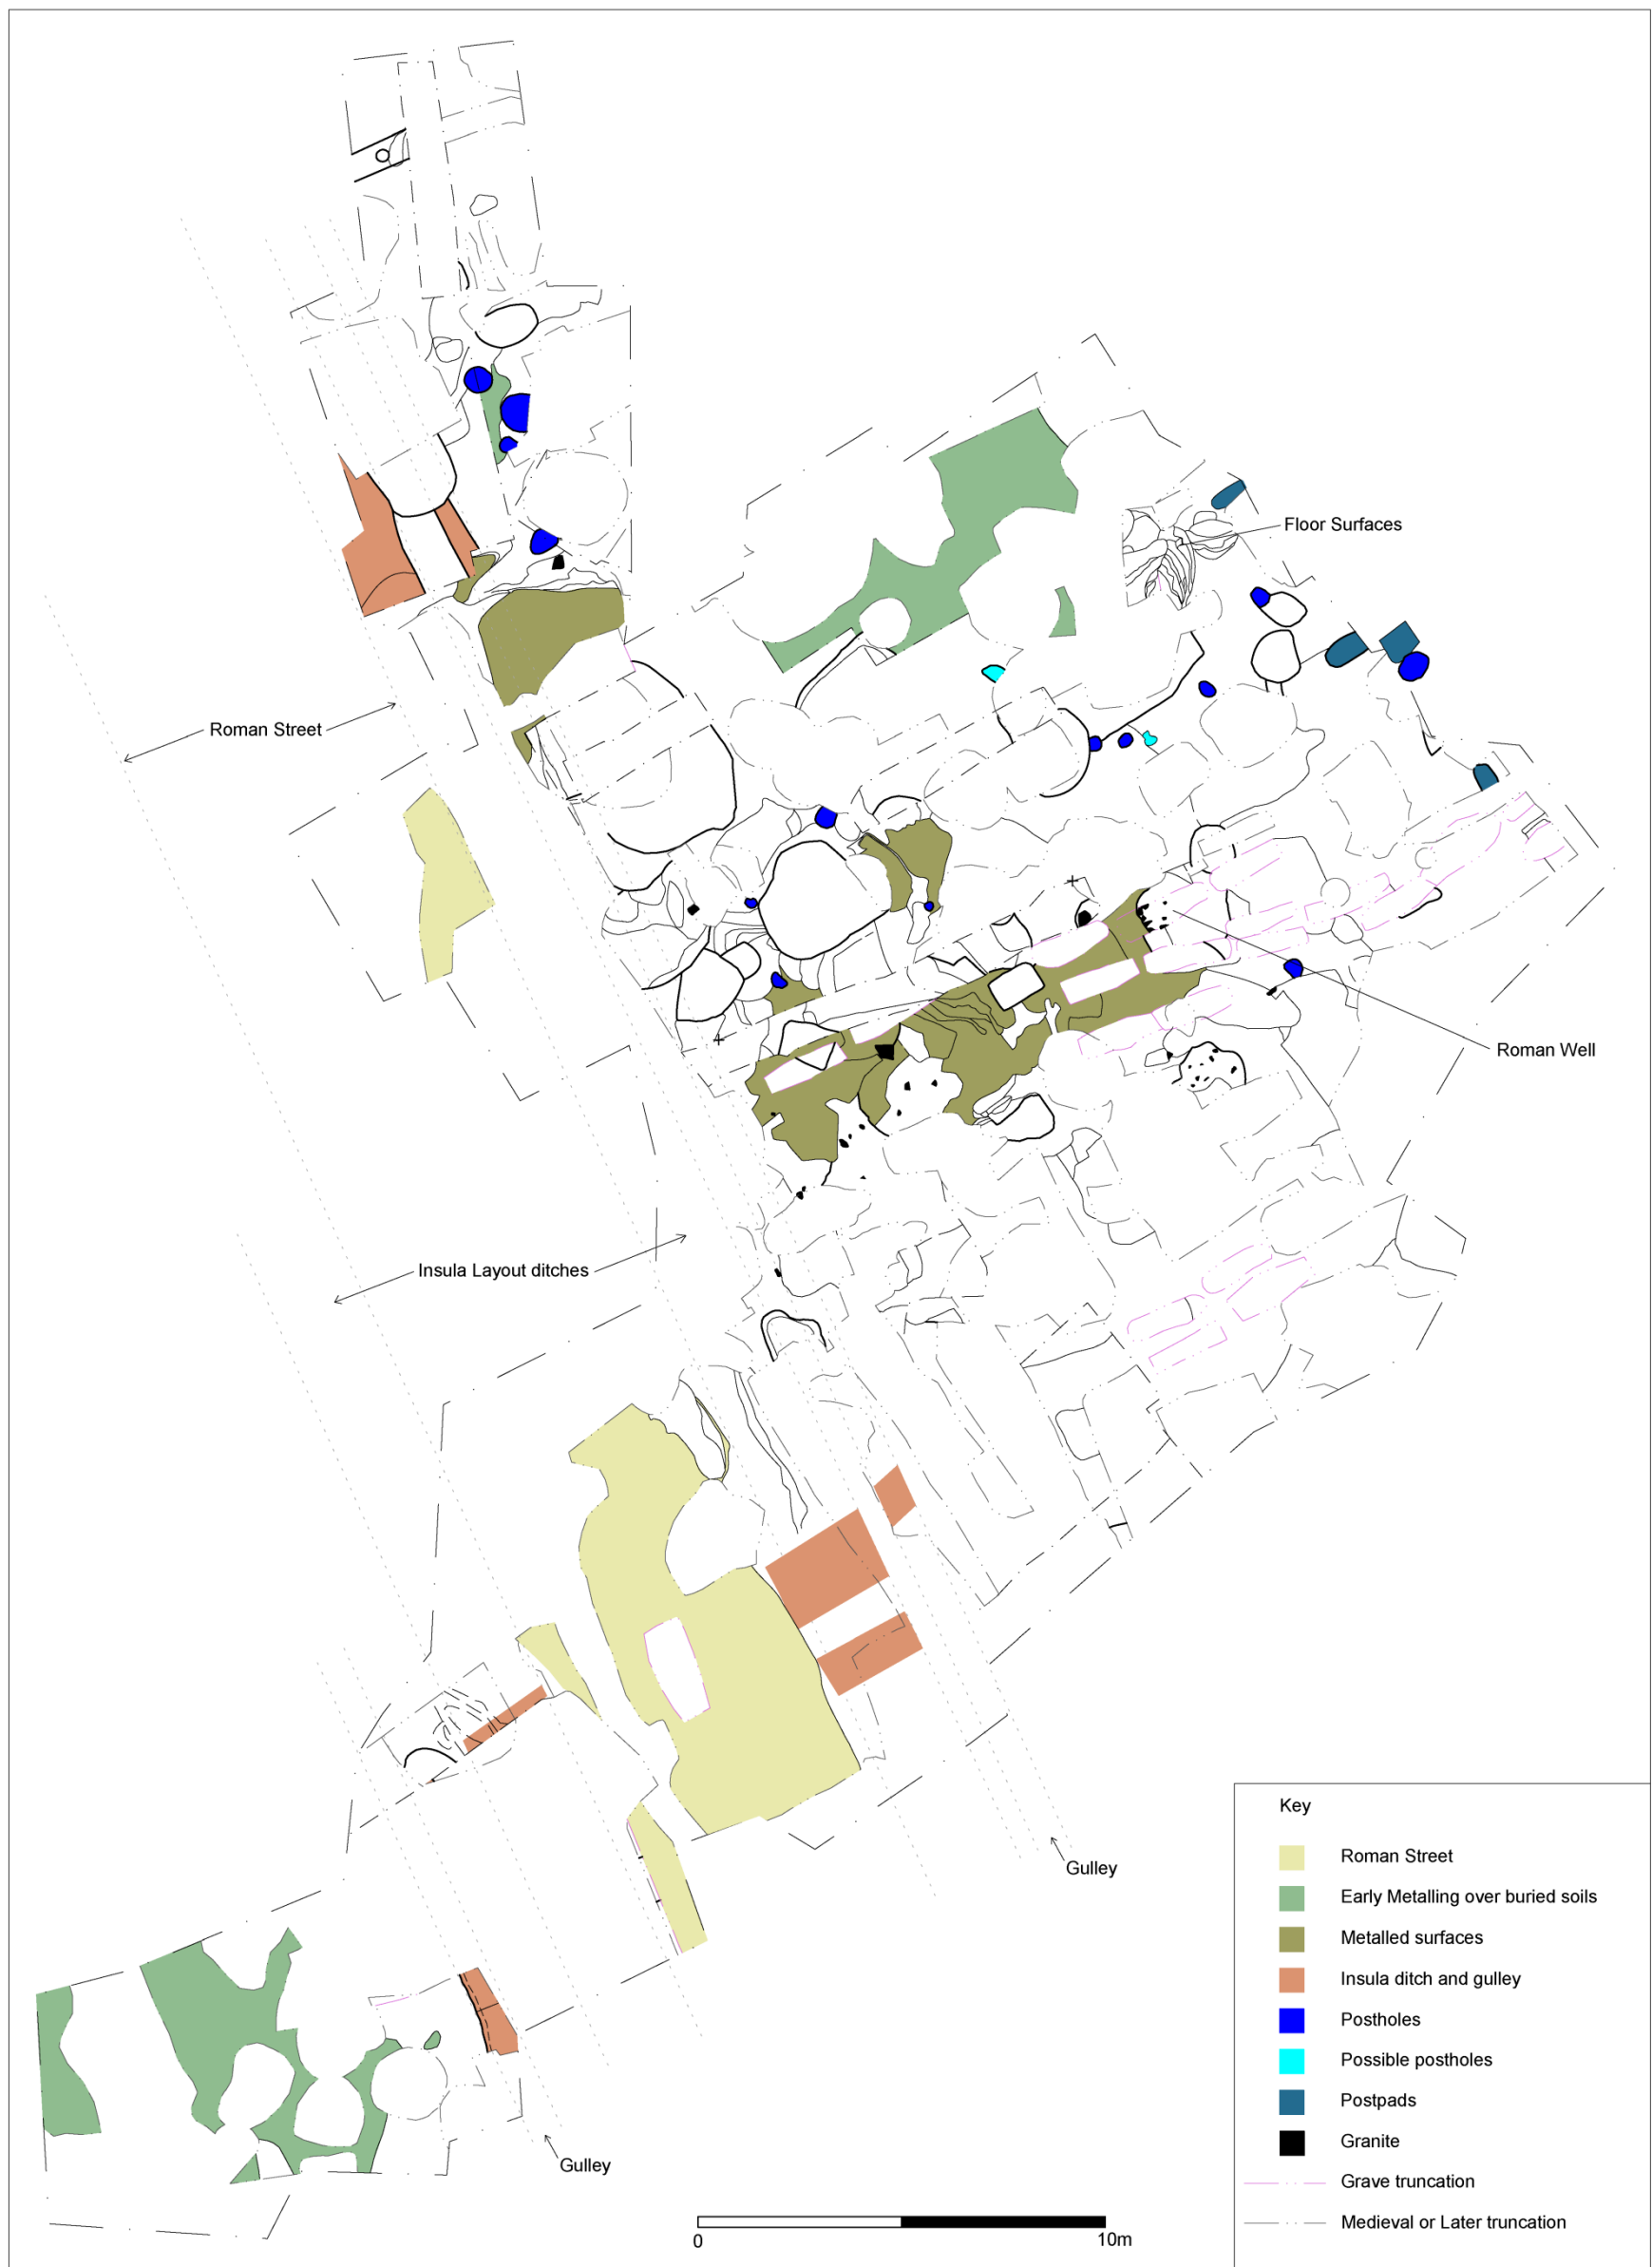 Floor Surfaces
Roman Street
Roman Well
Insula Layout ditches
Gulley
Gulley
Key
Roman Street
Early Metalling over buried soils
Metalled surfaces
Insula ditch and gulley
Postholes
Possible postholes
Postpads
Granite
Grave truncation
Medieval or Later truncation
0 10m